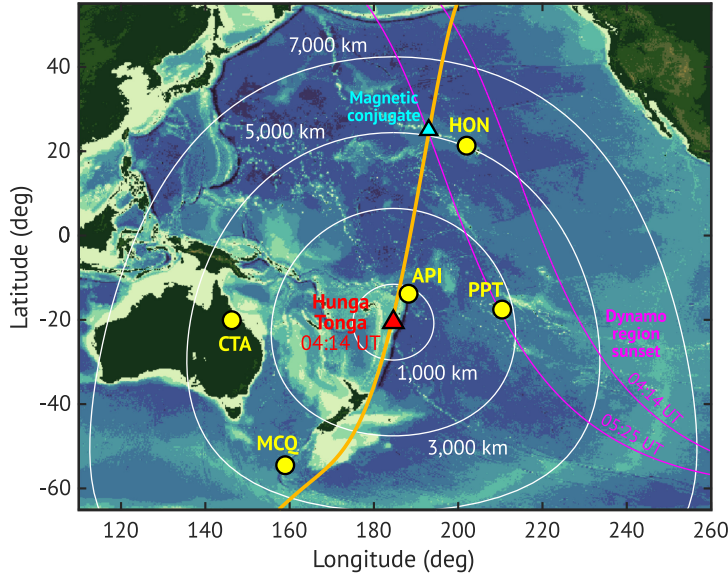 7,000 km
Magnetic
conjugate
HON
5,000 km
API
PPT
Hunga
Tonga
04:14 UT
CTA
1,000 km
Dynamo
region
sunset
04:14 UT
05:25 UT
3,000 km
MCQ
40
20
0
-20
-40
-60
Latitude (deg)
120
140
160
180
200
220
240
260
Longitude (deg)